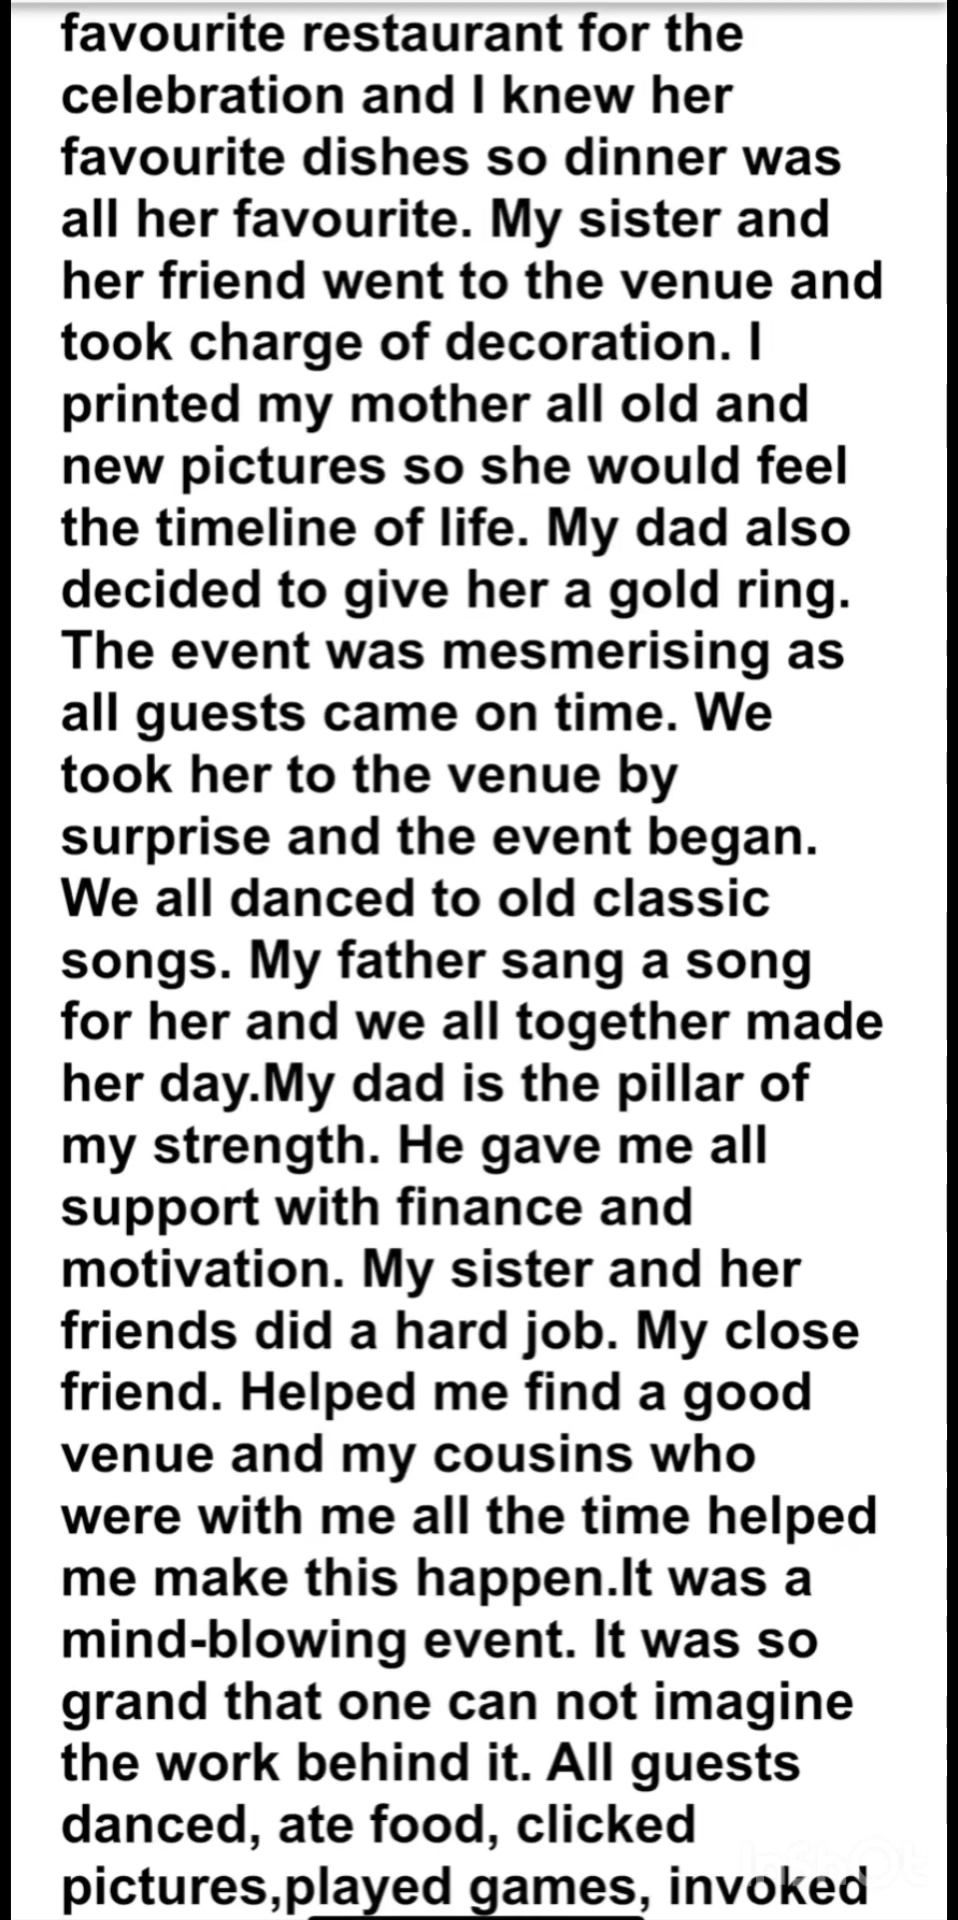 favourite restaurant for the
celebration and I knew her
favourite dishes so dinner was
all her favourite. My sister and
her friend went to the venue and
took charge of decoration. I
printed my mother all old and
new pictures so she would feel
the timeline of life. My dad also
decided to give her a gold ring.
The event was mesmerising as
all guests came on time. We
took her to the venue by
surprise and the event began.
We all danced to old classic
songs. My father sang a song
for her and we all together made
her day.My dad is the pillar of
my strength. He gave me all
support with finance and
motivation. My sister and her
friends did a hard job. My close
friend. Helped me find a good
venue and my cousins who
were with me all the time helped
me make this happen.It was a
mind-blowing event. It was so
grand that one can not imagine
the work behind it. All guests
danced, ate food, clicked
pictures,played games, invoked
InShOt